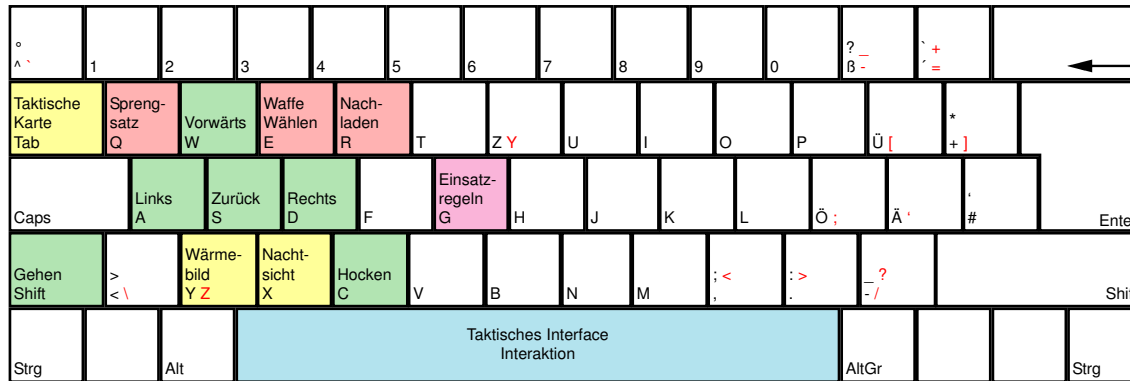 ° 
^ `
1
2
3
4
5
6
7
8
9
0
? _
ß -
` +
´ =
Taktische
Karte
Tab
Spreng-
satz
Q
Vorwärts
W
Waffe
Wählen
E
Nach-
laden
R
T
Z Y
U
I
O
P
Ü [
*
+ ]
Caps
Links
A
Zurück
S
Rechts
D
F
Einsatz-
regeln
G
H
J
K
L
Ö ;
Ä '
'
#
Ente
Gehen
Shift
>
< \
Wärme-
bild
Y Z
Nacht-
sicht
X
Hocken
C
V
B
N
M
; <
,
: >
.
_ ?
- /
Shif
Strg
Alt
Taktisches Interface
Interaktion
AltGr
Strg